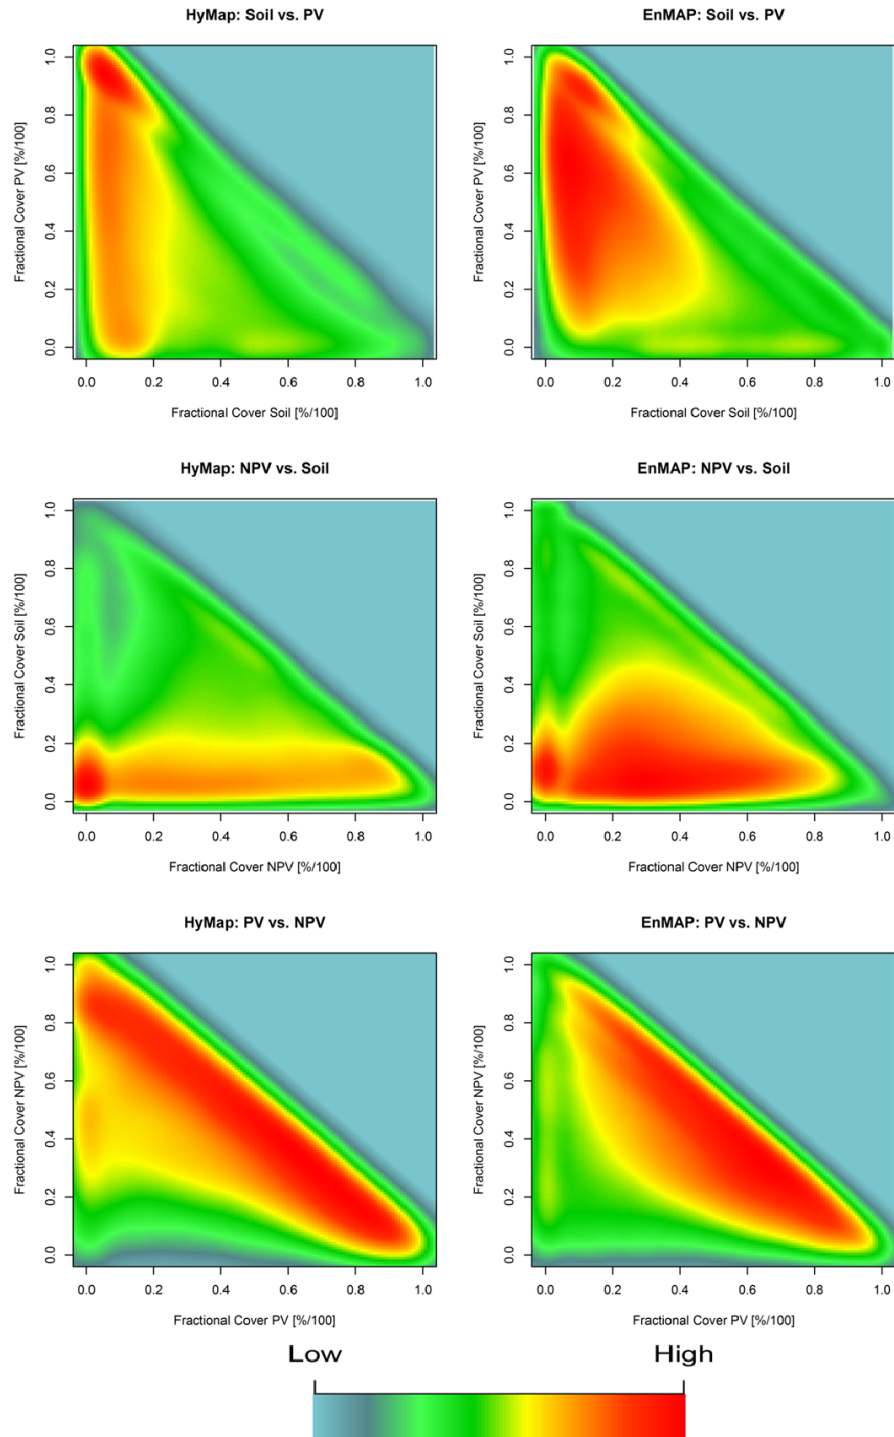 HyMap: Soil vs. PV
Fractional Cover PV [%/100]
1.0
0.8
0.6
0.4
0.2
0.0
0.0 0.2 0.4 0.6 0.8 1.0
Fractional Cover Soil [%/100]
EnMAP: Soil vs. PV
Fractional Cover PV [%/100]
1.0
0.8
0.6
0.4
0.2
0.0
0.0 0.2 0.4 0.6 0.8 1.0
Fractional Cover Soil [%/100]
HyMap: NPV vs. Soil
Fractional Cover Soil [%/100]
1.0
0.8
0.6
0.4
0.2
0.0
0.0 0.2 0.4 0.6 0.8 1.0
Fractional Cover NPV [%/100]
EnMAP: NPV vs. Soil
Fractional Cover Soil [%/100]
1.0
0.8
0.6
0.4
0.2
0.0
0.0 0.2 0.4 0.6 0.8 1.0
Fractional Cover NPV [%/100]
HyMap: PV vs. NPV
Fractional Cover NPV [%/100]
1.0
0.8
0.6
0.4
0.2
0.0
0.0 0.2 0.4 0.6 0.8 1.0
Fractional Cover PV [%/100]
EnMAP: PV vs. NPV
Fractional Cover NPV [%/100]
1.0
0.8
0.6
0.4
0.2
0.0
0.0 0.2 0.4 0.6 0.8 1.0
Fractional Cover PV [%/100]
Low High